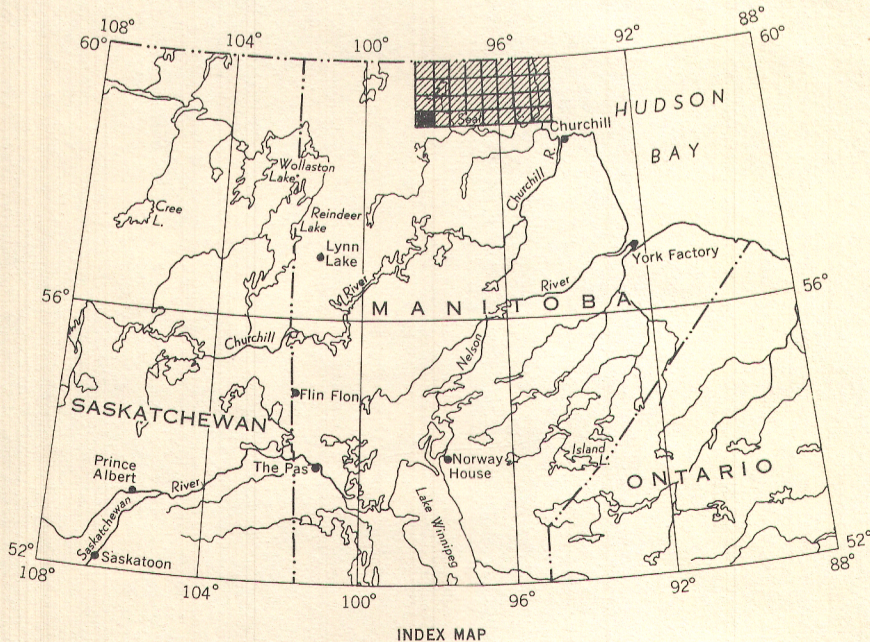 108°
104°
100°
96°
92°
88°
60°
60°
HUDSON
BAY
Seal
Churchill
Churchill R.
Wollaston
Lake
Cree
L.
Reindeer
Lake
Lynn
Lake
River
York Factory
River
56°
56°
MANITOBA
Churchill
Nelson
Flin Flon
SASKATCHEWAN
Island
L.
Prince
Albert
The Pas
Norway
House
ONTARIO
River
Saskatchewan
Lake Winnipeg
Saskatoon
52°
52°
108°
104°
100°
96°
92°
88°
INDEX MAP